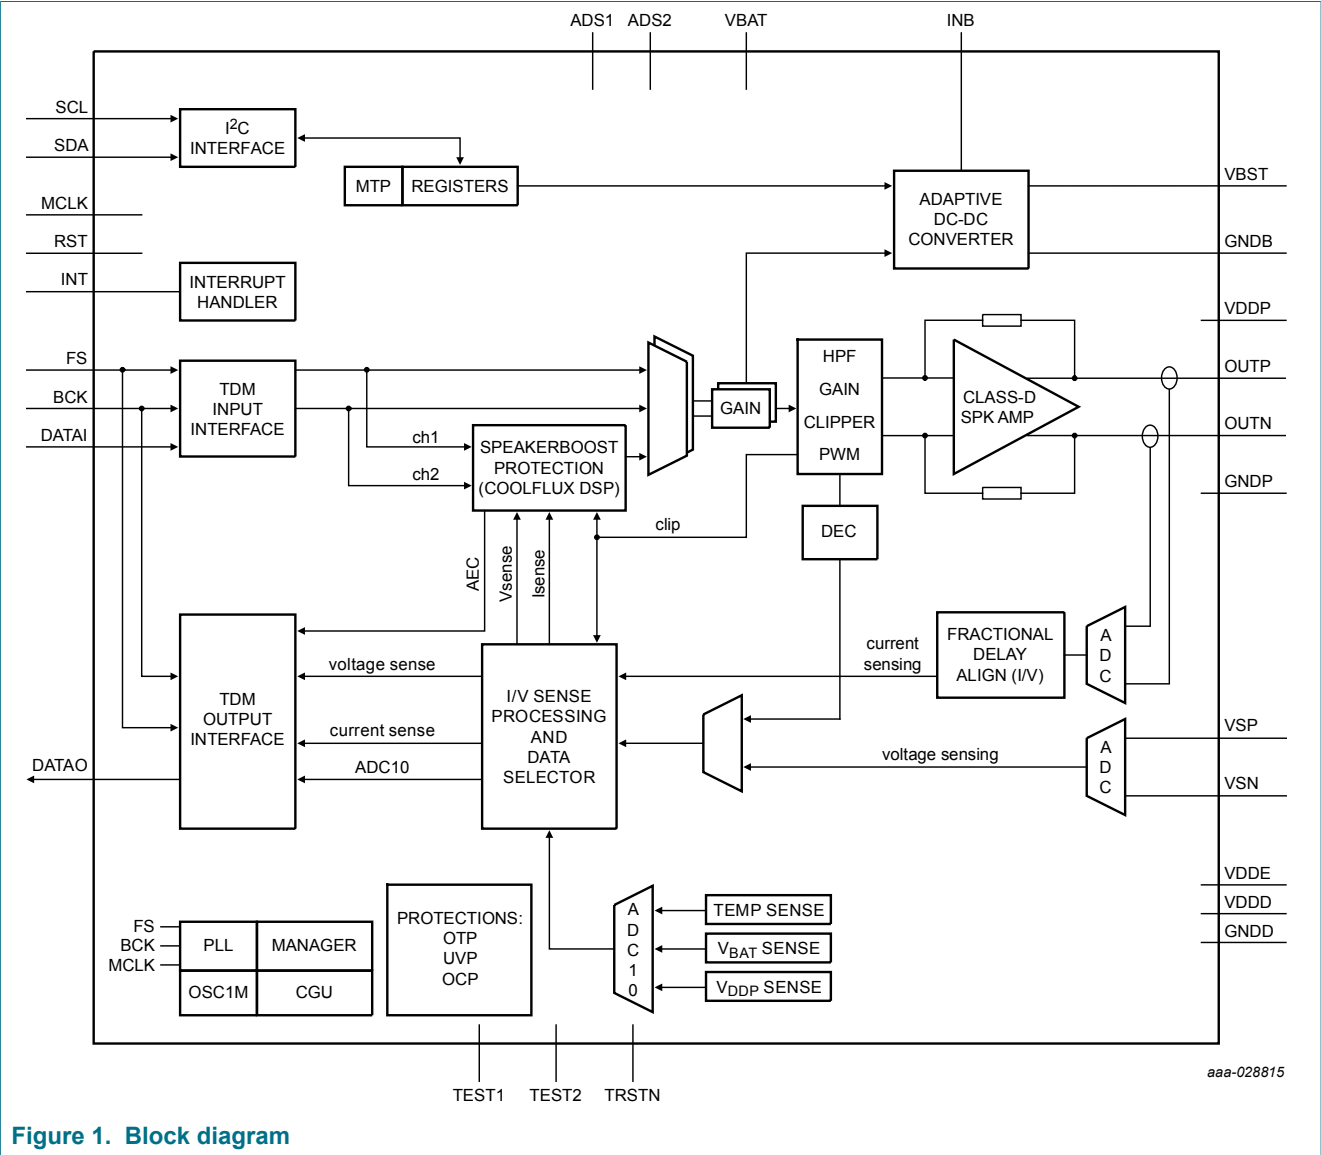 ADS1 ADS2 VBAT INB
SCL
SDA
I2C
INTERFACE
MTP REGISTERS
ADAPTIVE
DC-DC
CONVERTER
VBST
GNDB
MCLK
RST
INT
INTERRUPT
HANDLER
VDDP
FS
BCK
DATAI
TDM
INPUT
INTERFACE
ch1
ch2
SPEAKERBOOST
PROTECTION
(COOLFLUX DSP)
GAIN
HPF
GAIN
CLIPPER
PWM
CLASS-D
SPK AMP
OUTP
OUTN
GNDP
clip
DEC
AEC
Vsense
Isense
TDM
OUTPUT
INTERFACE
voltage sense
current sense
ADC10
I/V SENSE
PROCESSING
AND
DATA
SELECTOR
current
sensing
FRACTIONAL
DELAY
ALIGN (I/V)
ADC
voltage sensing
ADC
VSP
VSN
DATAO
VDDE
VDDD
GNDD
FS
BCK
MCLK
PLL MANAGER
OSC1M CGU
PROTECTIONS:
OTP
UVP
OCP
ADC10
TEMP SENSE
VBAT SENSE
VDDP SENSE
TEST1 TEST2 TRSTN
aaa-028815
Figure 1. Block diagram